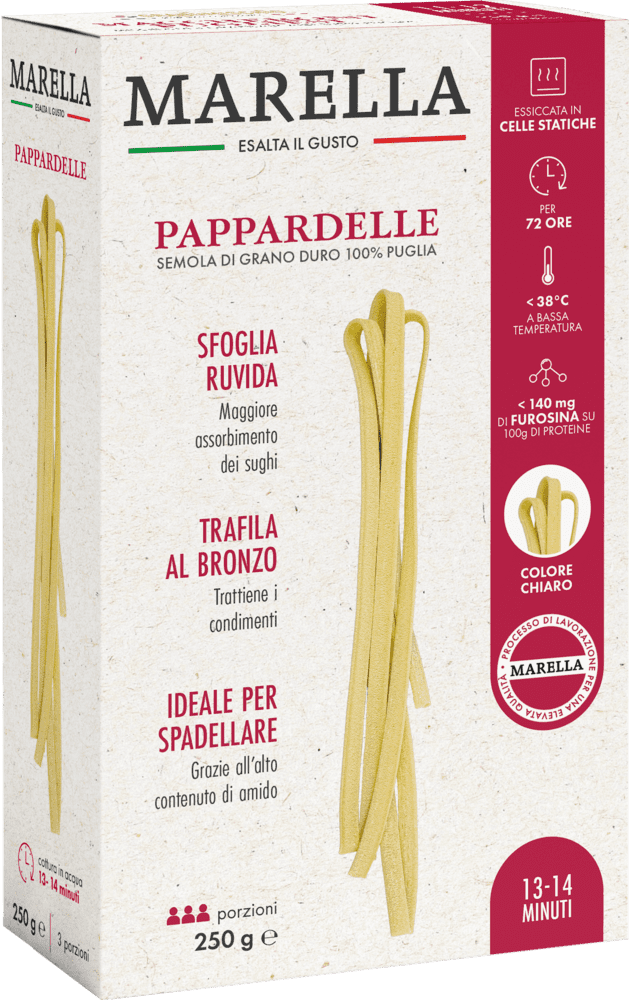 MARELLA
ESALTA IL GUSTO
PAPPARDELLE
cottura in acqua
13-14 minuti
250 g e
3 porzioni
MARELLA
ESALTA IL GUSTO
PAPPARDELLE
SEMOLA DI GRANO DURO 100% PUGLIA
SFOGLIA
RUVIDA
Maggiore
assorbimento
dei sughi
TRAFILA
AL BRONZO
Trattiene i
condimenti
IDEALE PER
SPADELLARE
Grazie all'alto
contenuto di amido
porzioni
250 g e
ESSICCATA IN
CELLE STATICHE
PER
72 ORE
< 38°C
A BASSA
TEMPERATURA
< 140 mg
DI FUROSINA SU
100g DI PROTEINE
COLORE
CHIARO
PROCESSO DI LAVORAZIONE PER UNA ELEVATA QUALITÀ
MARELLA
13-14
MINUTI